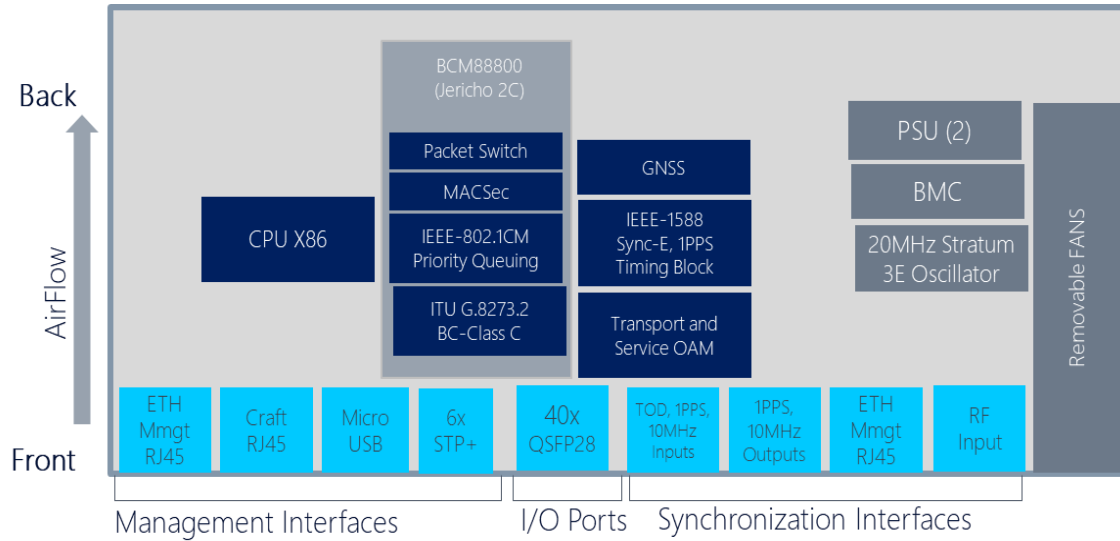 BCM88800
(Jericho 2C)
Back
Packet Switch
MACSec
IEEE-802.1CM
Priority Queuing
ITU G.8273.2
BC-Class C
CPU X86
GNSS
IEEE-1588
Sync-E, 1PPS
Timing Block
Transport and
Service OAM
PSU (2)
BMC
20MHz Stratum
3E Oscillator
Removable FANS
AirFlow
Front
ETH
Mmgt
RJ45
Craft
RJ45
Micro
USB
6x
STP+
40x
QSFP28
TOD, 1PPS,
10MHz
Inputs
1PPS,
10MHz
Outputs
ETH
Mmgt
RJ45
RF
Input
Management Interfaces
I/O Ports
Synchronization Interfaces